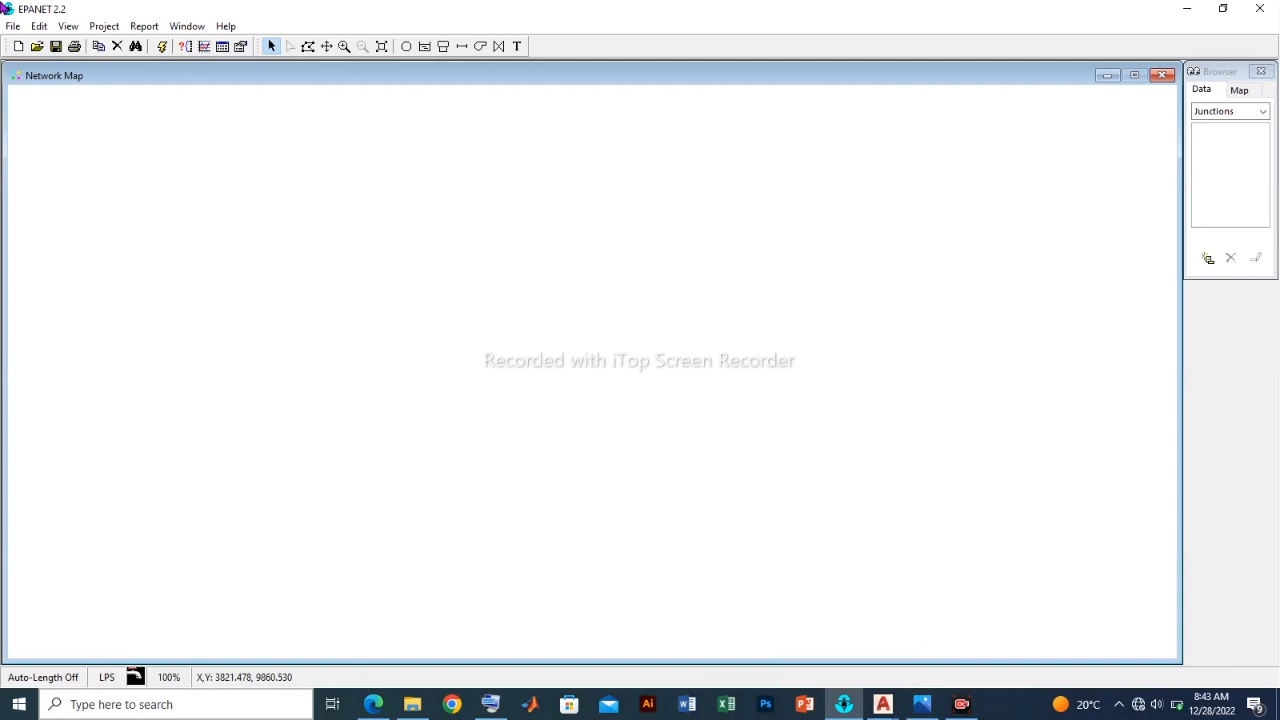 EPANET 2.2
File Edit View Project Report Window Help
T
Network Map
Browser
Data Map
Junctions
Recorded with iTop Screen Recorder
Auto-Length Off LPS 100% X,Y: 3821.478, 9860.530
Type here to search
20°C
8:43 AM
12/28/2022